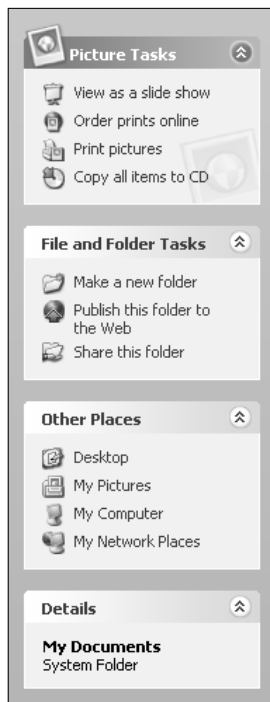 Picture Tasks
View as a slide show
Order prints online
Print pictures
Copy all items to CD
File and Folder Tasks
Make a new folder
Publish this folder to
the Web
Share this folder
Other Places
Desktop
My Pictures
My Computer
My Network Places
Details
My Documents
System Folder